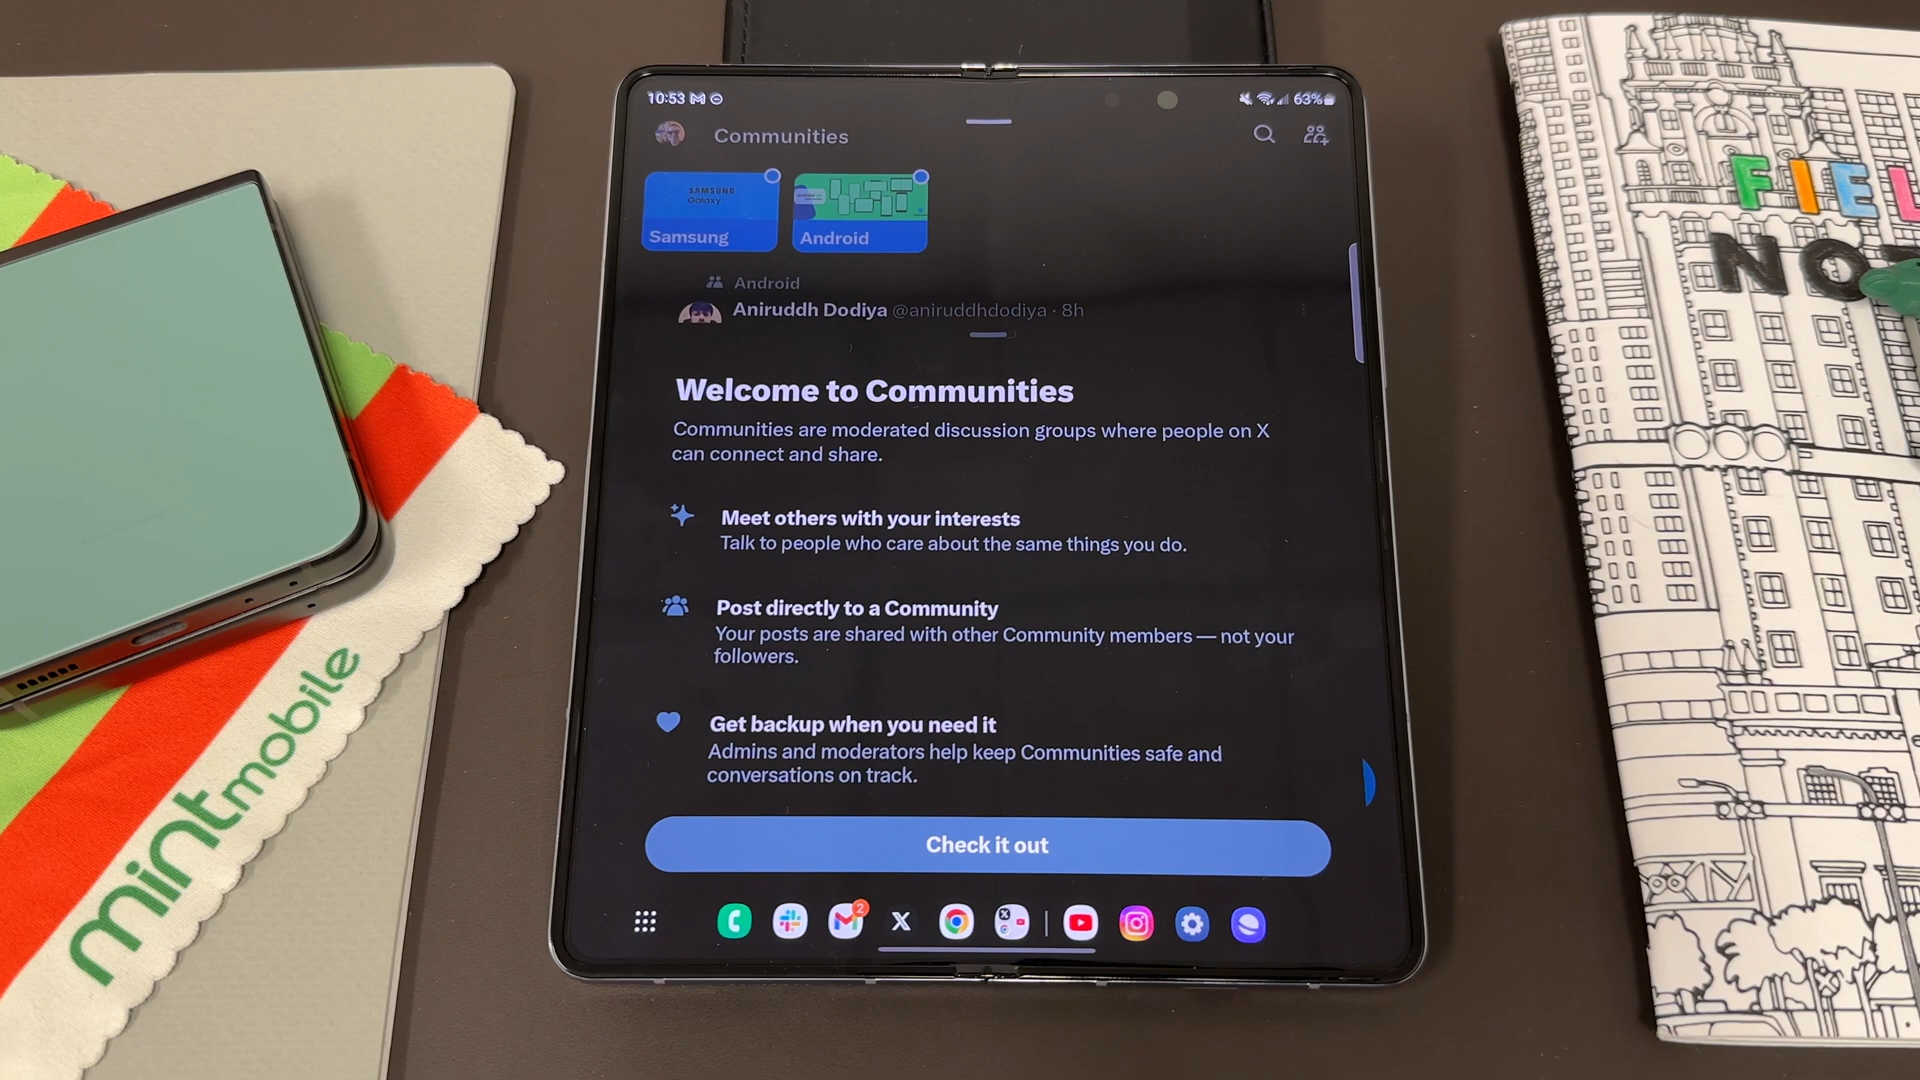 10:53
63%
Communities
SAMSUNG
Galaxy
Samsung
Android
Android
Aniruddh Dodiya @aniruddhdodiya · 8h
Welcome to Communities
Communities are moderated discussion groups where people on X
can connect and share.
Meet others with your interests
Talk to people who care about the same things you do.
Post directly to a Community
Your posts are shared with other Community members — not your
followers.
Get backup when you need it
Admins and moderators help keep Communities safe and
conversations on track.
Check it out
2
mintmobile
FIEL
NOT